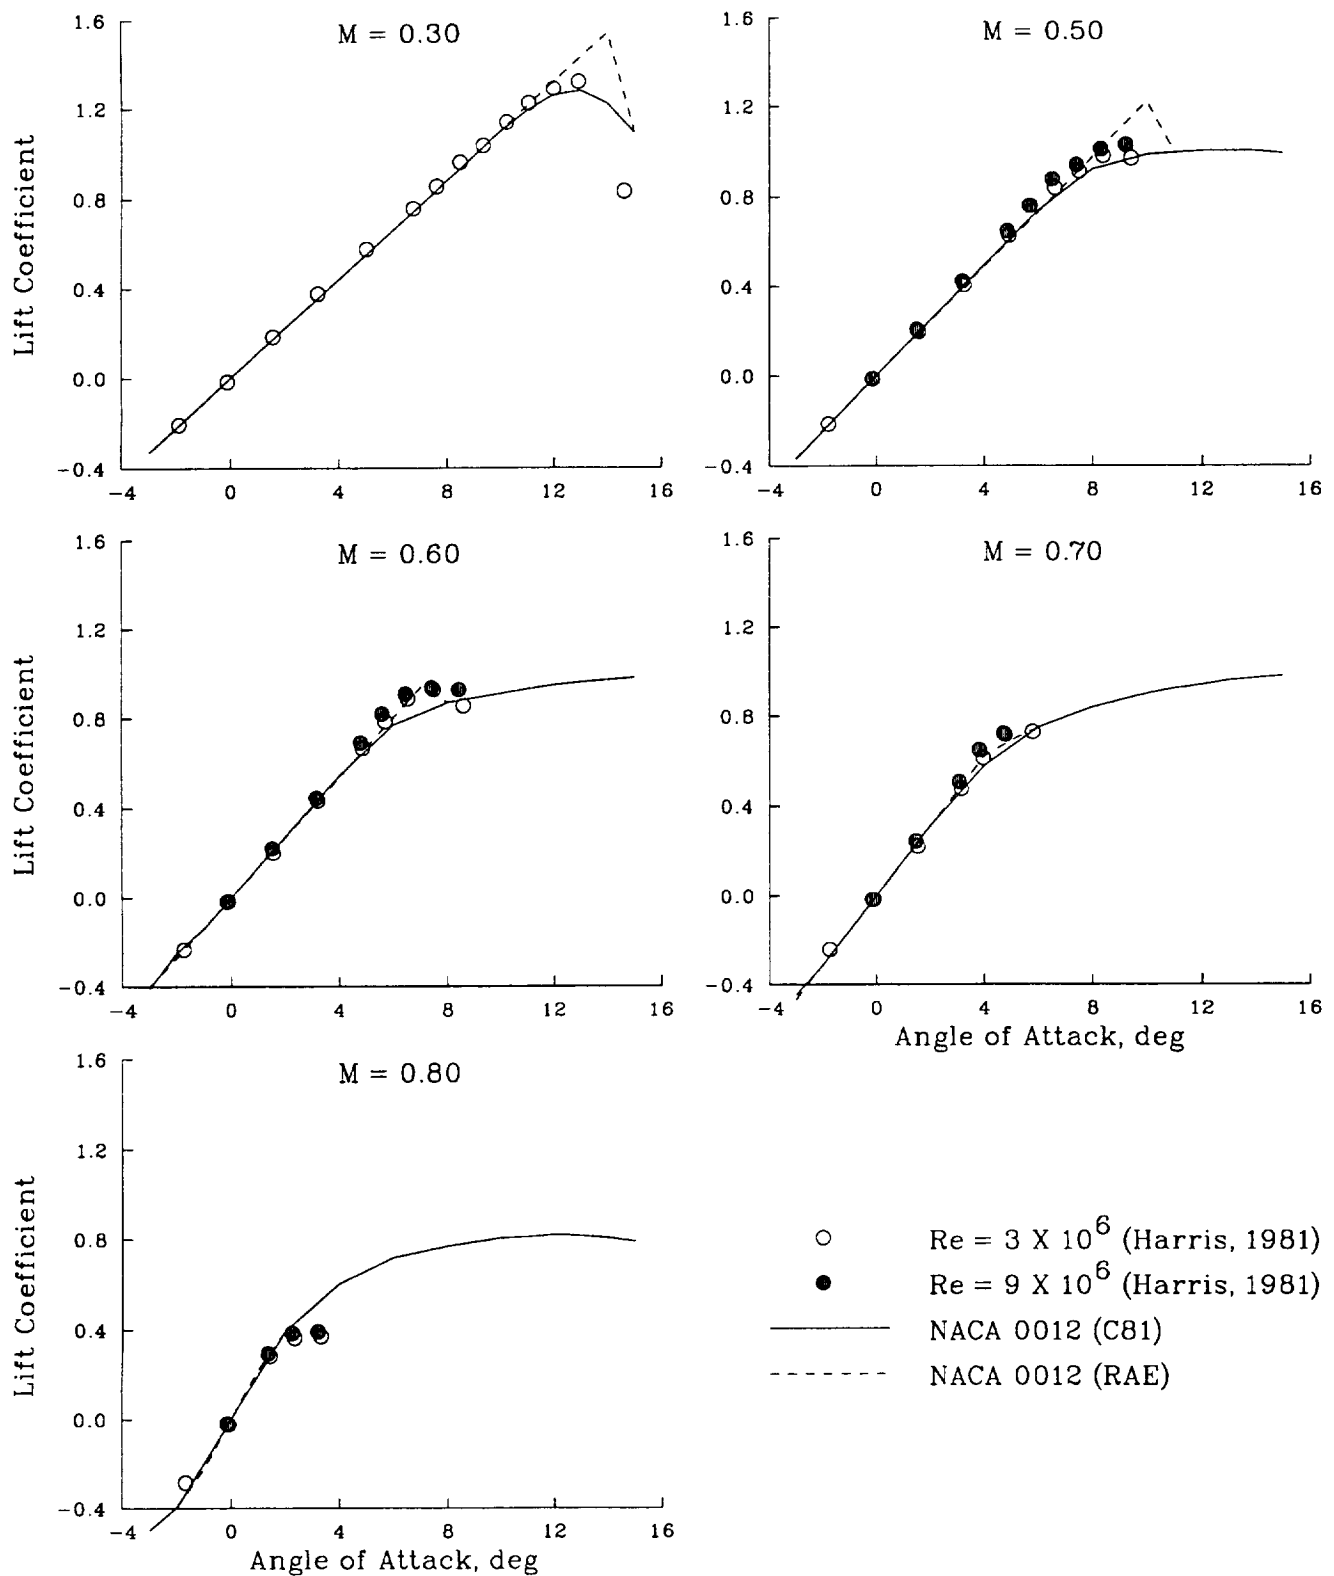 M = 0.30
1.6
1.2
0.8
0.4
0.0
-0.4
-4 0 4 8 12 16
Lift Coefficient
M = 0.50
1.6
1.2
0.8
0.4
0.0
-0.4
-4 0 4 8 12 16
M = 0.60
1.6
1.2
0.8
0.4
0.0
-0.4
-4 0 4 8 12 16
Lift Coefficient
M = 0.70
1.6
1.2
0.8
0.4
0.0
-0.4
-4 0 4 8 12 16
Angle of Attack, deg
M = 0.80
1.6
1.2
0.8
0.4
0.0
-0.4
-4 0 4 8 12 16
Lift Coefficient
Angle of Attack, deg
Re = 3 X 10⁶ (Harris, 1981)
Re = 9 X 10⁶ (Harris, 1981)
NACA 0012 (C81)
NACA 0012 (RAE)